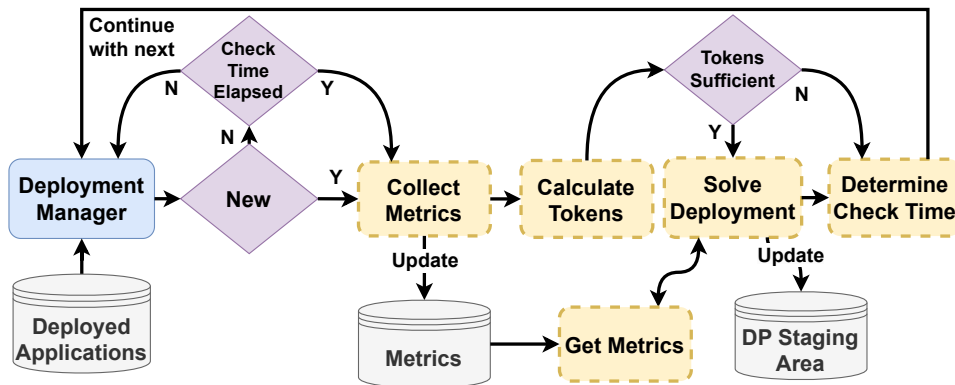 Continue
with next
Check
Time
Elapsed
N
Y
N
Tokens
Sufficient
N
Y
Deployment
Manager
New
Y
Collect
Metrics
Calculate
Tokens
Solve
Deployment
Determine
Check Time
Update
Update
Deployed
Applications
Metrics
Get Metrics
DP Staging
Area